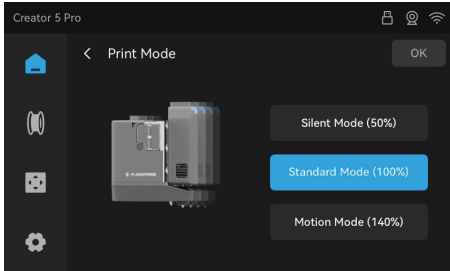 Creator 5 Pro
Print Mode
OK
FLASHFORGE
Silent Mode (50%)
Standard Mode (100%)
Motion Mode (140%)